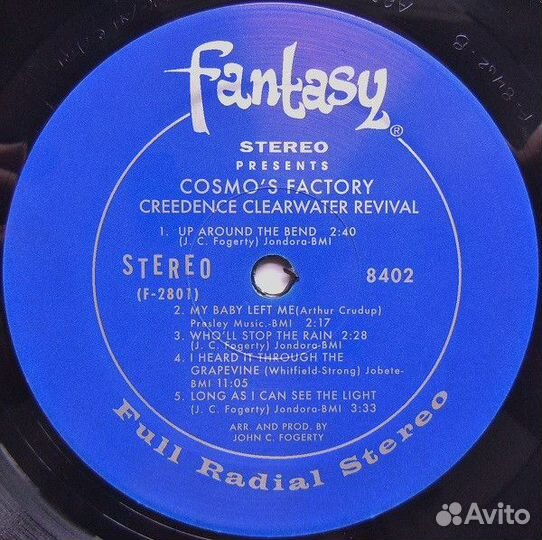 fantasy®
STEREO
PRESENTS
COSMO'S FACTORY
CREEDENCE CLEARWATER REVIVAL
1. UP AROUND THE BEND 2:40
(J. C. Fogerty) Jondora-BMI
STEREO
(F-2801)
8402
2. MY BABY LEFT ME(Arthur Crudup)
Presley Music.-BMI 2:17
3. WHO'LL STOP THE RAIN 2:28
(J. C. Fogerty) Jondora-BMI
4. I HEARD IT THROUGH THE
GRAPEVINE (Whitfield-Strong) Jobete-
BMI 11:05
5. LONG AS I CAN SEE THE LIGHT
(J. C. Fogerty) Jondora-BMI 3:33
ARR. AND PROD. BY
JOHN C. FOGERTY
Full Radial Stereo
Avito